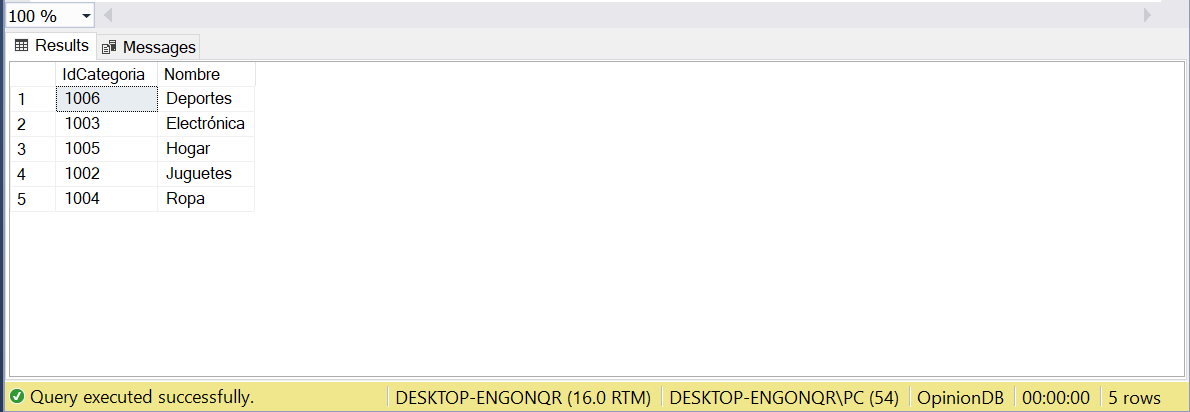 100 %
Results Messages
IdCategoria Nombre
1 1006 Deportes
2 1003 Electrónica
3 1005 Hogar
4 1002 Juguetes
5 1004 Ropa
Query executed successfully. DESKTOP-ENGONQR (16.0 RTM) DESKTOP-ENGONQR\PC (54) OpinionDB 00:00:00 5 rows